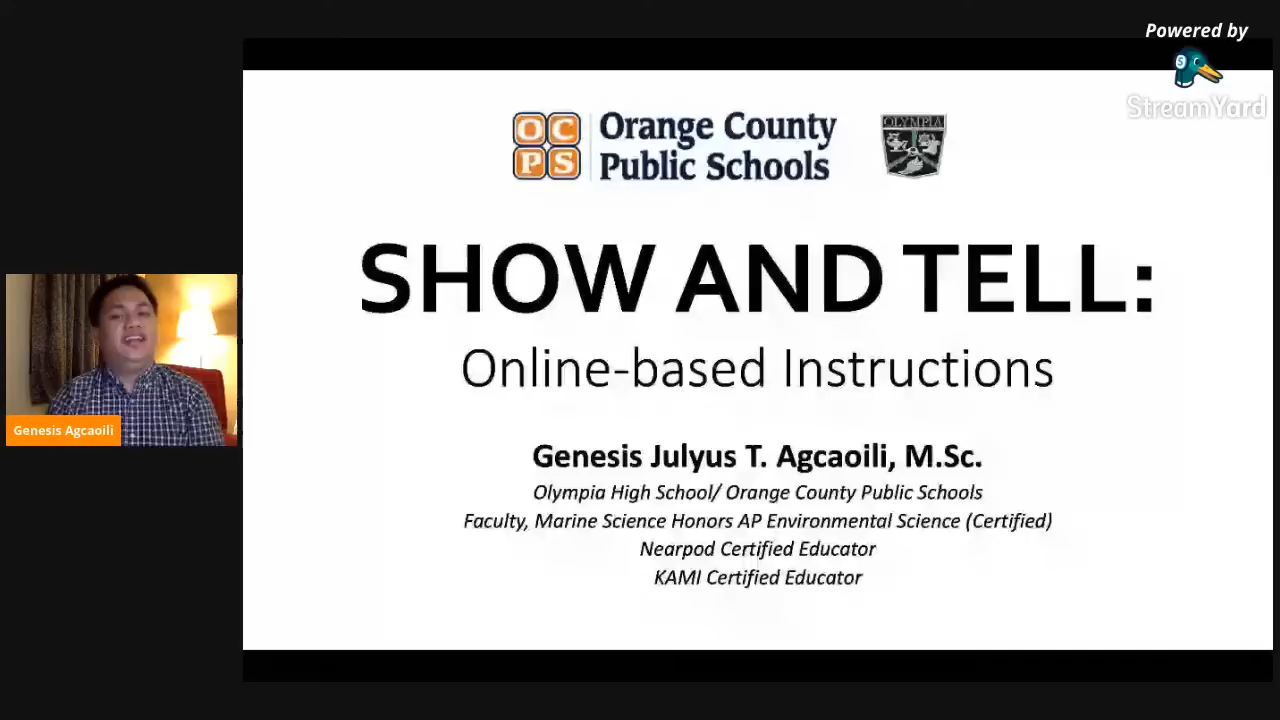 Powered by
StreamYard
OC
PS
Orange County
Public Schools
OLYMPIA
SHOW AND TELL:
Online-based Instructions
Genesis Julyus T. Agcaoili, M.Sc.
Olympia High School/ Orange County Public Schools
Faculty, Marine Science Honors AP Environmental Science (Certified)
Nearpod Certified Educator
KAMI Certified Educator
Genesis Agcaoili